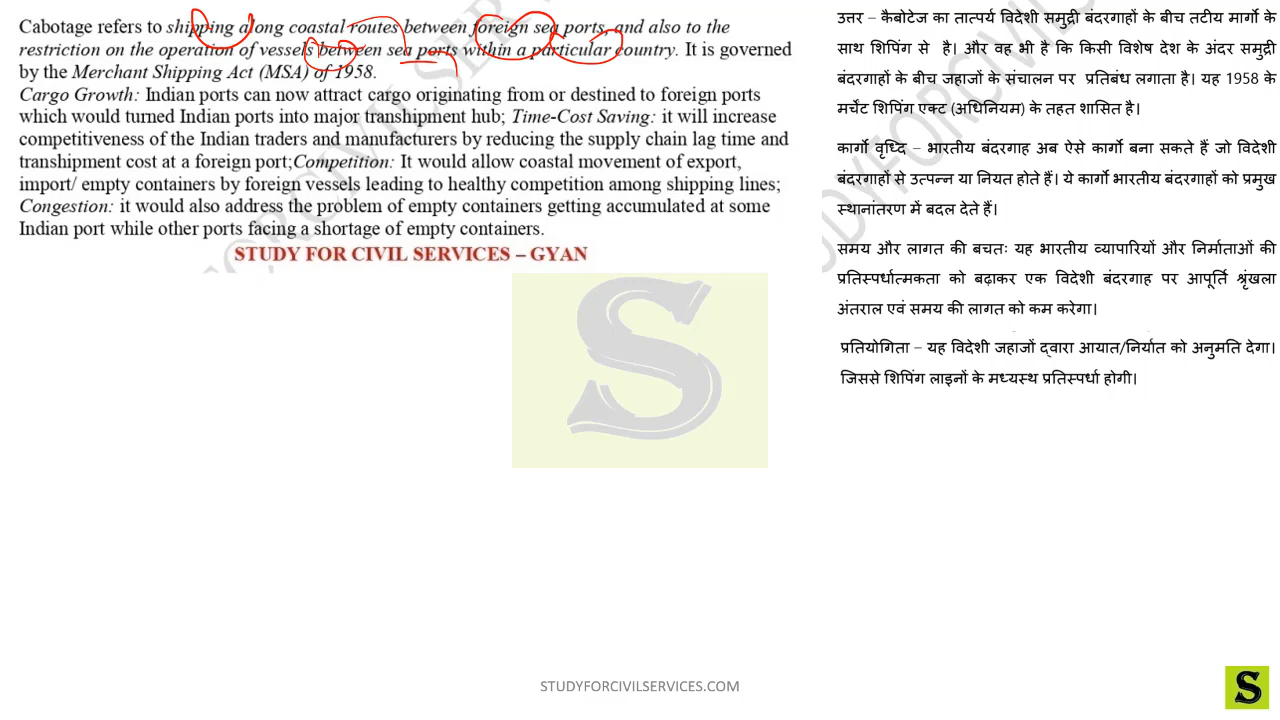 Cabotage refers to shipping along coastal routes between foreign sea ports, and also to the
restriction on the operation of vessels between sea ports within a particular country. It is governed
by the Merchant Shipping Act (MSA) of 1958.
Cargo Growth: Indian ports can now attract cargo originating from or destined to foreign ports
which would turned Indian ports into major transhipment hub; Time-Cost Saving: it will increase
competitiveness of the Indian traders and manufacturers by reducing the supply chain lag time and
transhipment cost at a foreign port;Competition: It would allow coastal movement of export,
import/ empty containers by foreign vessels leading to healthy competition among shipping lines;
Congestion: it would also address the problem of empty containers getting accumulated at some
Indian port while other ports facing a shortage of empty containers.
STUDY FOR CIVIL SERVICES – GYAN
उत्तर – कैबोटेज का तात्पर्य विदेशी समुद्री बंदरगाहों के बीच तटीय मार्गो के
साथ शिपिंग से है। और वह भी है कि किसी विशेष देश के अंदर समुद्री
बंदरगाहों के बीच जहाजों के संचालन पर प्रतिबंध लगाता है। यह 1958 के
मर्चेंट शिपिंग एक्ट (अधिनियम) के तहत शासित है।
कार्गो वृध्दि – भारतीय बंदरगाह अब ऐसे कार्गो बना सकते हैं जो विदेशी
बंदरगाहों से उत्पन्न या नियत होते हैं। ये कार्गो भारतीय बंदरगाहों को प्रमुख
स्थानांतरण में बदल देते हैं।
समय और लागत की बचतः यह भारतीय व्यापारियों और निर्माताओं की
प्रतिस्पर्धात्मकता को बढ़ाकर एक विदेशी बंदरगाह पर आपूर्ति श्रृंखला
अंतराल एवं समय की लागत को कम करेगा।
प्रतियोगिता – यह विदेशी जहाजों द्वारा आयात/निर्यात को अनुमति देगा।
जिससे शिपिंग लाइनों के मध्यस्थ प्रतिस्पर्धा होगी।
S
STUDYFORCIVILSERVICES.COM
S